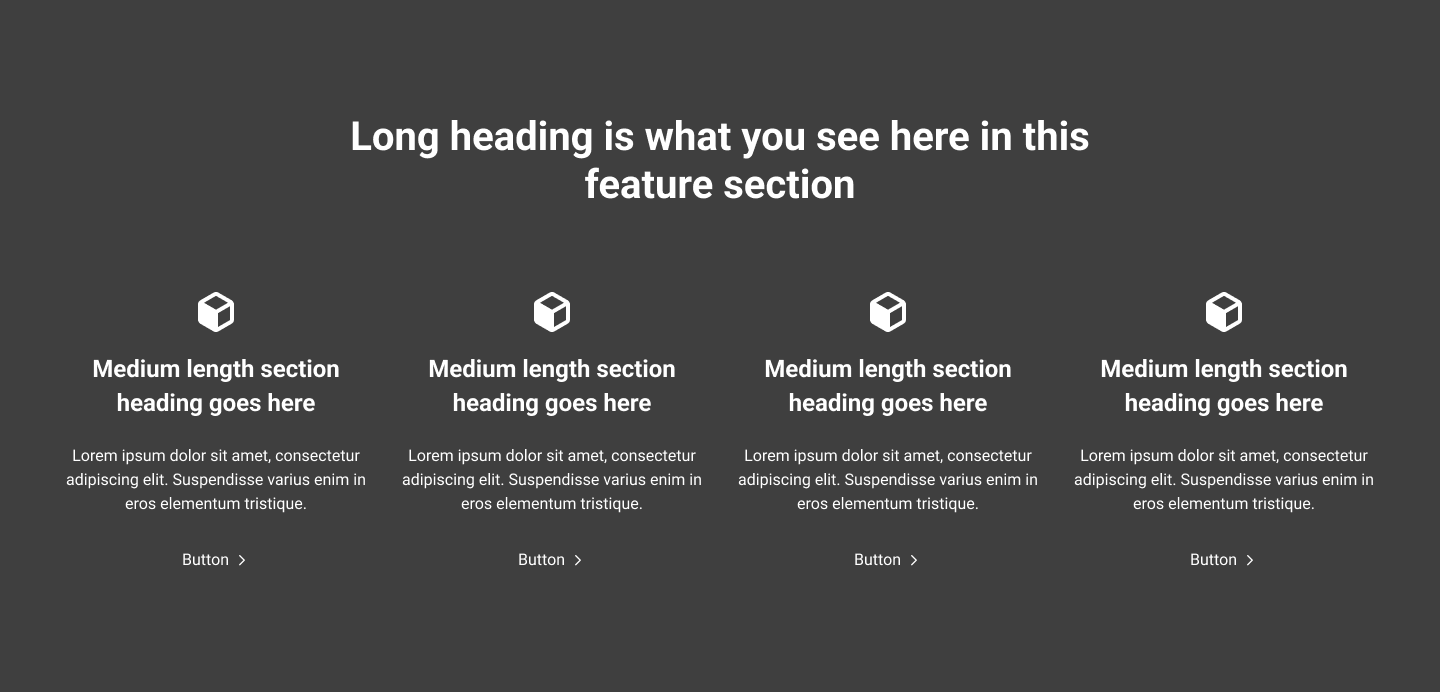 Long heading is what you see here in this
feature section
Medium length section
heading goes here
Lorem ipsum dolor sit amet, consectetur
adipiscing elit. Suspendisse varius enim in
eros elementum tristique.
Button
Medium length section
heading goes here
Lorem ipsum dolor sit amet, consectetur
adipiscing elit. Suspendisse varius enim in
eros elementum tristique.
Button
Medium length section
heading goes here
Lorem ipsum dolor sit amet, consectetur
adipiscing elit. Suspendisse varius enim in
eros elementum tristique.
Button
Medium length section
heading goes here
Lorem ipsum dolor sit amet, consectetur
adipiscing elit. Suspendisse varius enim in
eros elementum tristique.
Button